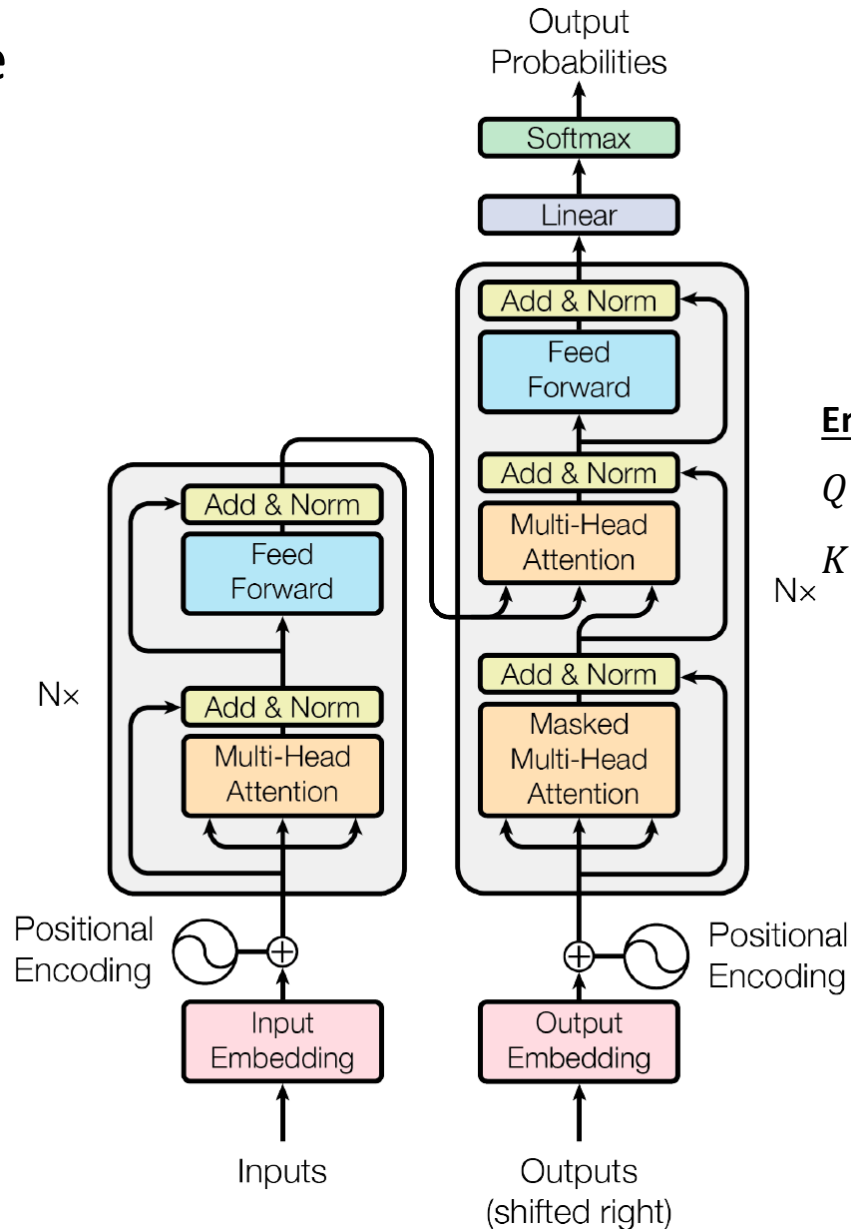 e
Output
Probabilities
Softmax
Linear
Add & Norm
Feed
Forward
Add & Norm
Multi-Head
Attention
Add & Norm
Masked
Multi-Head
Attention
N×
Er
Q
K
Add & Norm
Feed
Forward
Add & Norm
Multi-Head
Attention
N×
Positional
Encoding
Positional
Encoding
Input
Embedding
Output
Embedding
Inputs
Outputs
(shifted right)